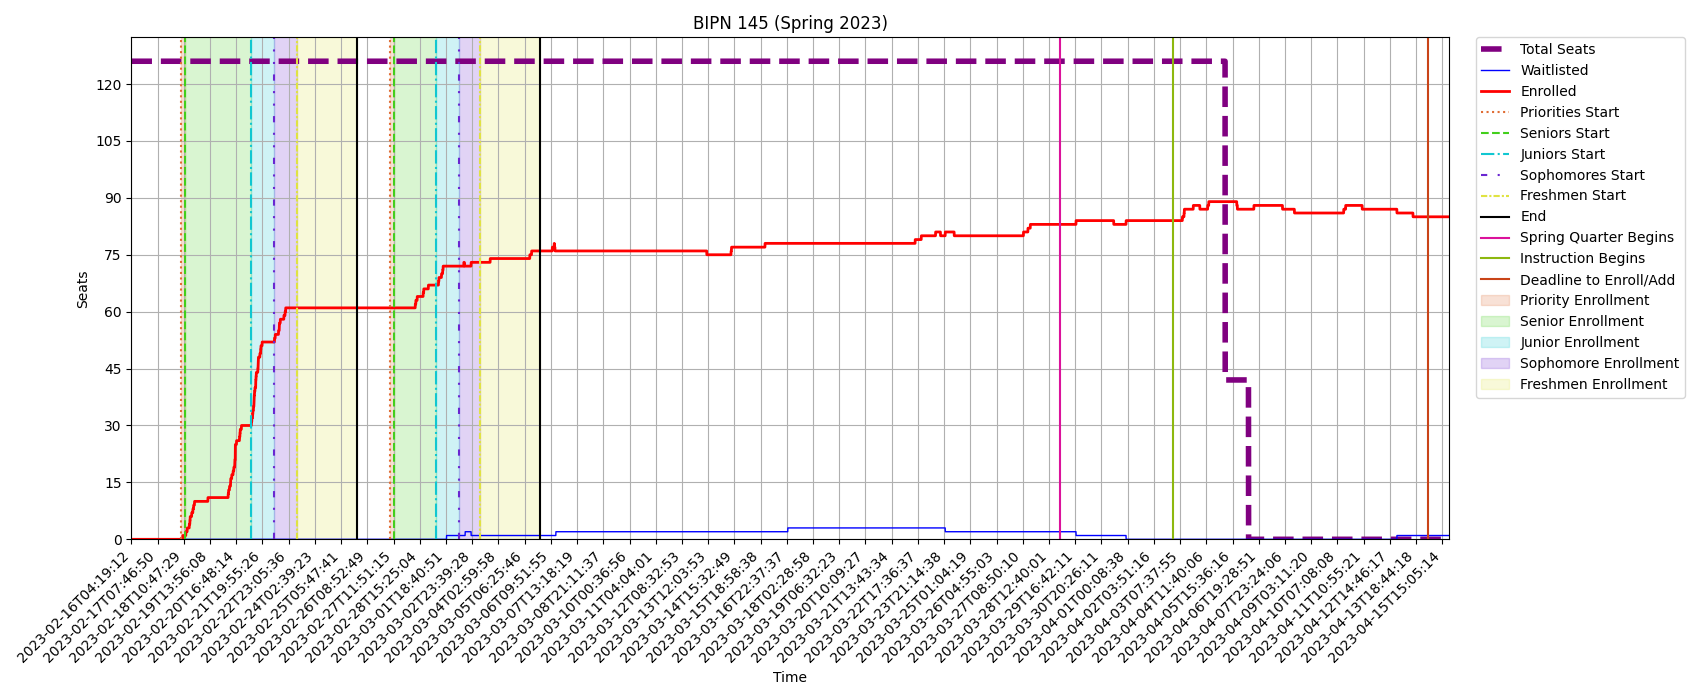 BIPN 145 (Spring 2023)
Seats
120
105
90
75
60
45
30
15
0
2023-02-16T04:19:12
2023-02-17T07:46:50
2023-02-18T10:47:29
2023-02-19T13:56:08
2023-02-20T16:48:14
2023-02-21T19:55:26
2023-02-22T23:05:36
2023-02-24T02:39:23
2023-02-25T05:47:41
2023-02-26T08:52:49
2023-02-27T11:51:15
2023-02-28T15:25:04
2023-03-01T18:40:51
2023-03-02T23:39:28
2023-03-04T02:59:58
2023-03-05T06:25:46
2023-03-06T09:51:55
2023-03-07T13:18:19
2023-03-08T21:11:37
2023-03-10T00:36:56
2023-03-11T04:04:01
2023-03-12T08:32:53
2023-03-13T12:03:53
2023-03-14T15:32:49
2023-03-15T18:58:38
2023-03-16T22:37:37
2023-03-18T02:28:58
2023-03-19T06:32:23
2023-03-20T10:09:27
2023-03-21T13:43:34
2023-03-22T17:36:37
2023-03-23T21:14:38
2023-03-25T01:04:19
2023-03-26T04:55:03
2023-03-27T08:50:10
2023-03-28T12:40:01
2023-03-29T16:42:11
2023-03-30T20:26:11
2023-04-01T00:08:38
2023-04-02T03:51:16
2023-04-03T07:37:55
2023-04-04T11:40:06
2023-04-05T15:36:16
2023-04-06T19:28:51
2023-04-07T23:24:06
2023-04-09T03:11:20
2023-04-10T07:08:08
2023-04-11T10:55:21
2023-04-12T14:46:17
2023-04-13T18:44:18
2023-04-15T15:05:14
Time
Total Seats
Waitlisted
Enrolled
Priorities Start
Seniors Start
Juniors Start
Sophomores Start
Freshmen Start
End
Spring Quarter Begins
Instruction Begins
Deadline to Enroll/Add
Priority Enrollment
Senior Enrollment
Junior Enrollment
Sophomore Enrollment
Freshmen Enrollment